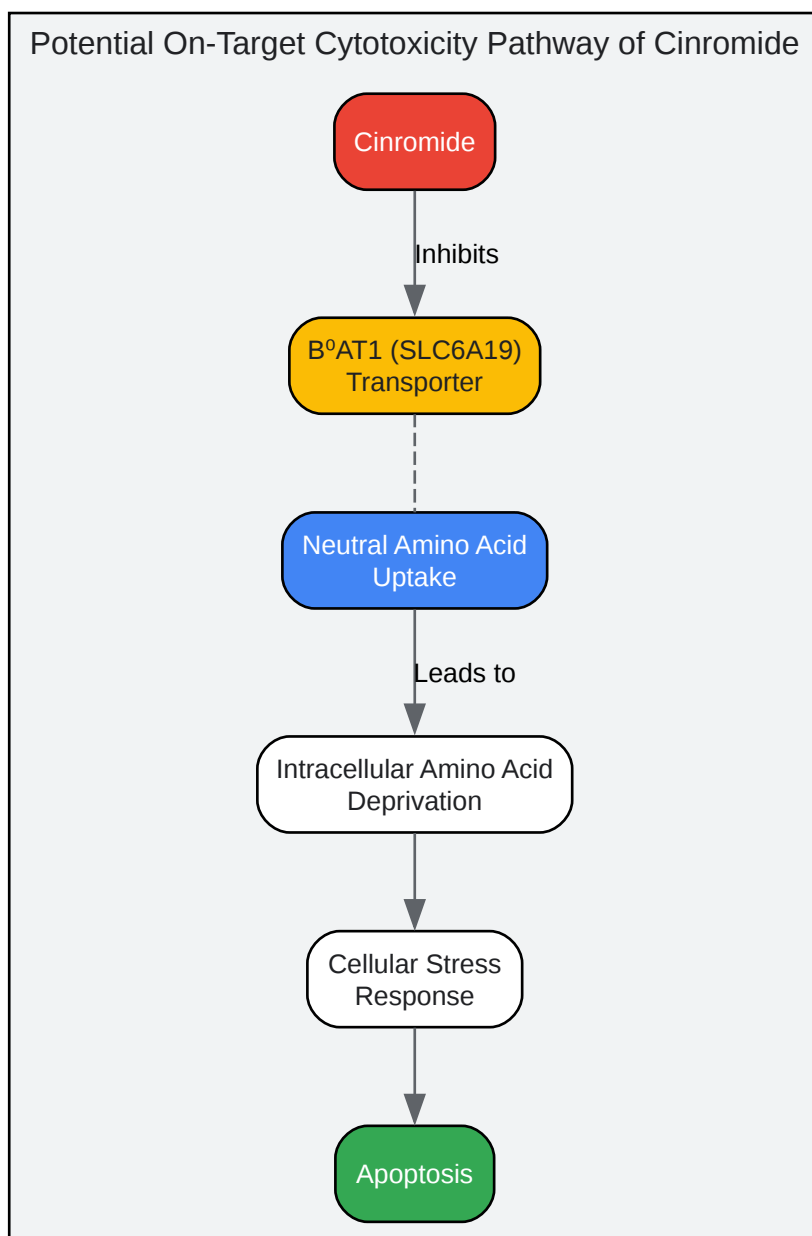 Potential On-Target Cytotoxicity Pathway of Cinromide
Cinromide
Inhibits
B⁰AT1 (SLC6A19)
Transporter
Neutral Amino Acid
Uptake
Leads to
Intracellular Amino Acid
Deprivation
Cellular Stress
Response
Apoptosis